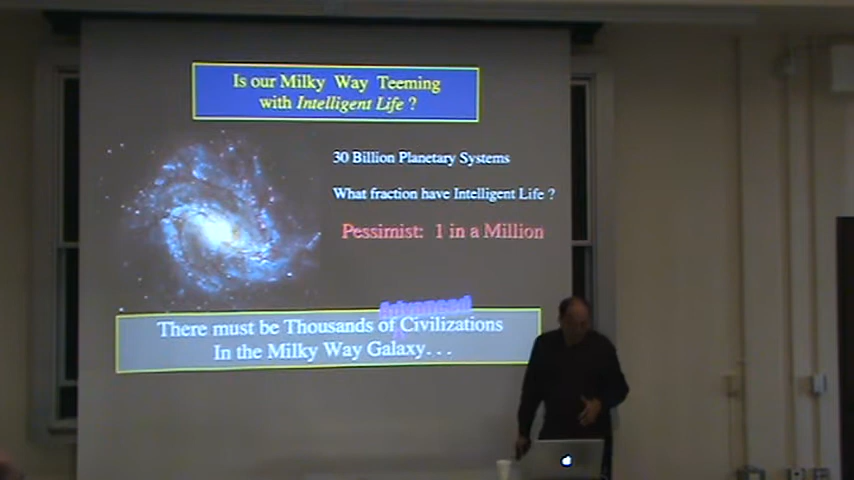 Is our Milky Way Teeming
with Intelligent Life ?
30 Billion Planetary Systems
What fraction have Intelligent Life ?
Pessimist: 1 in a Million
Advanced
There must be Thousands of Civilizations
In the Milky Way Galaxy. . .